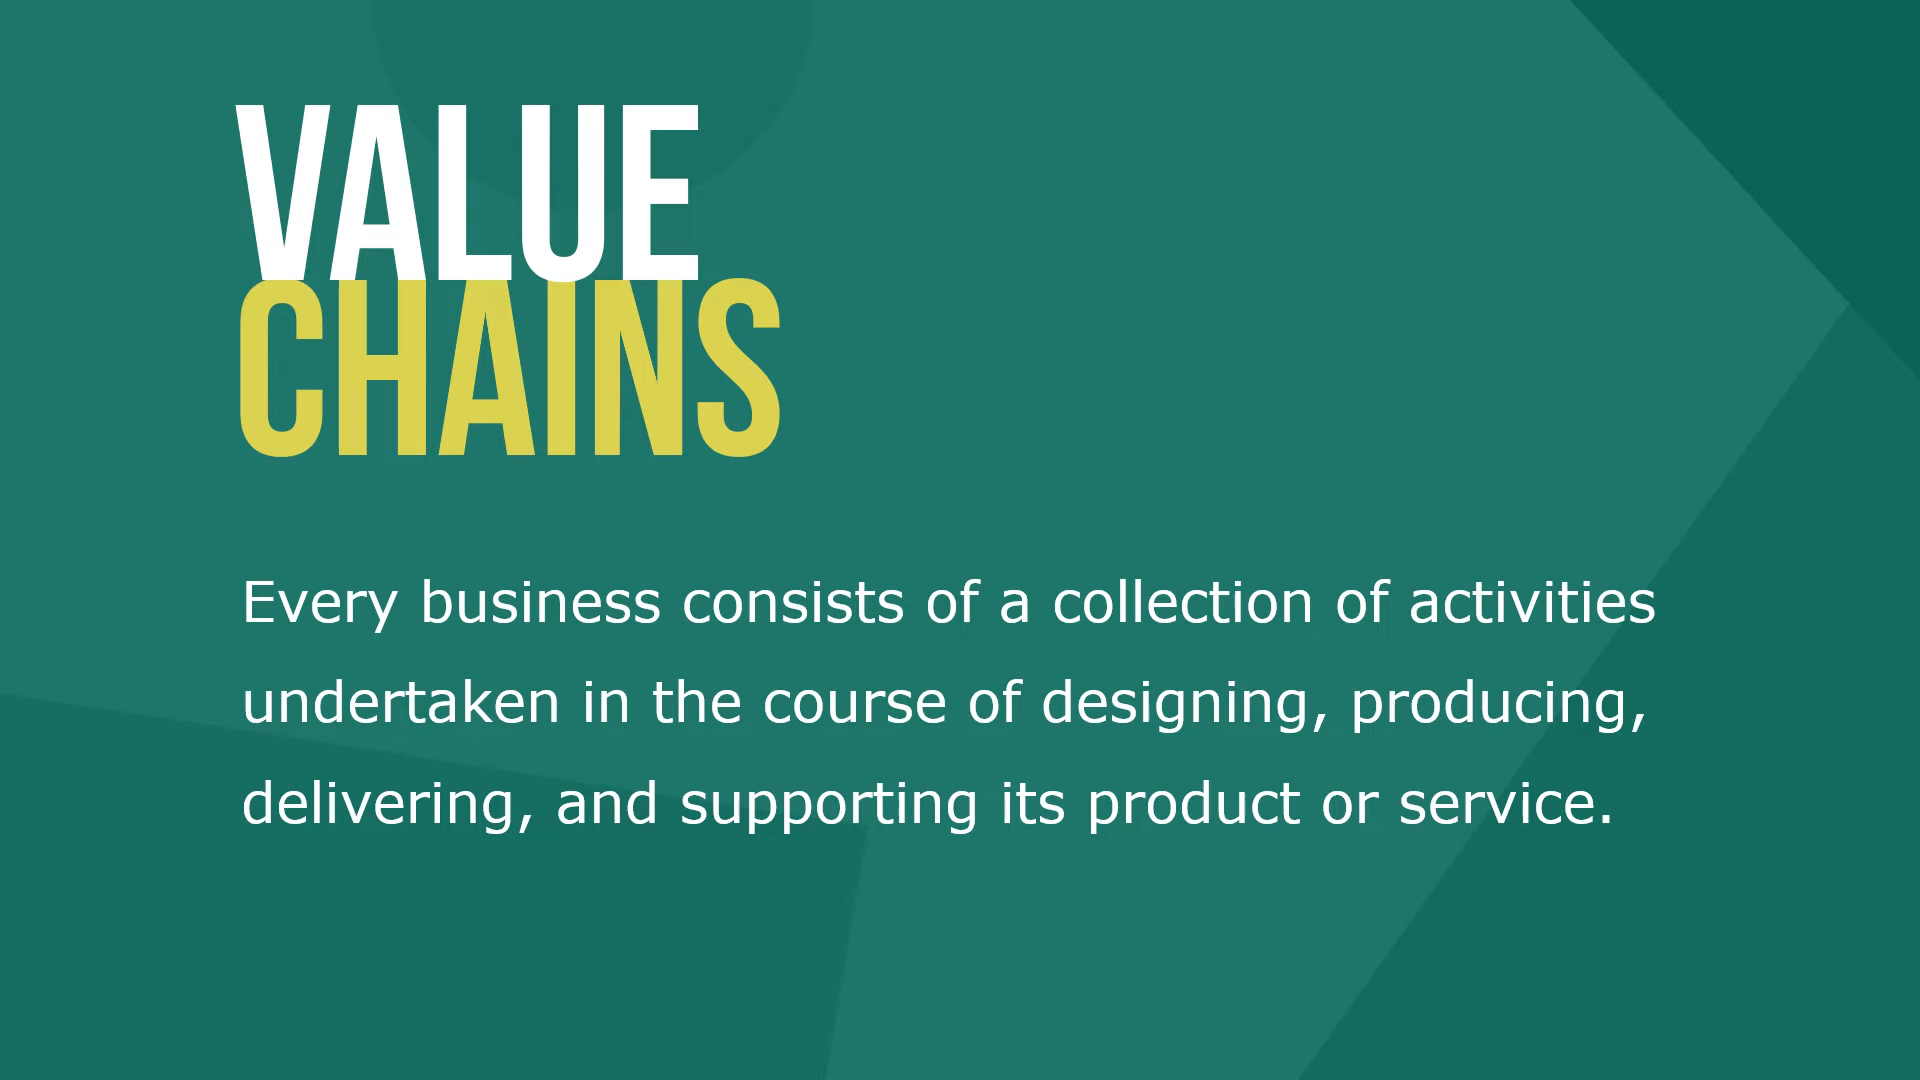 VALUE
CHAINS
Every business consists of a collection of activities
undertaken in the course of designing, producing,
delivering, and supporting its product or service.